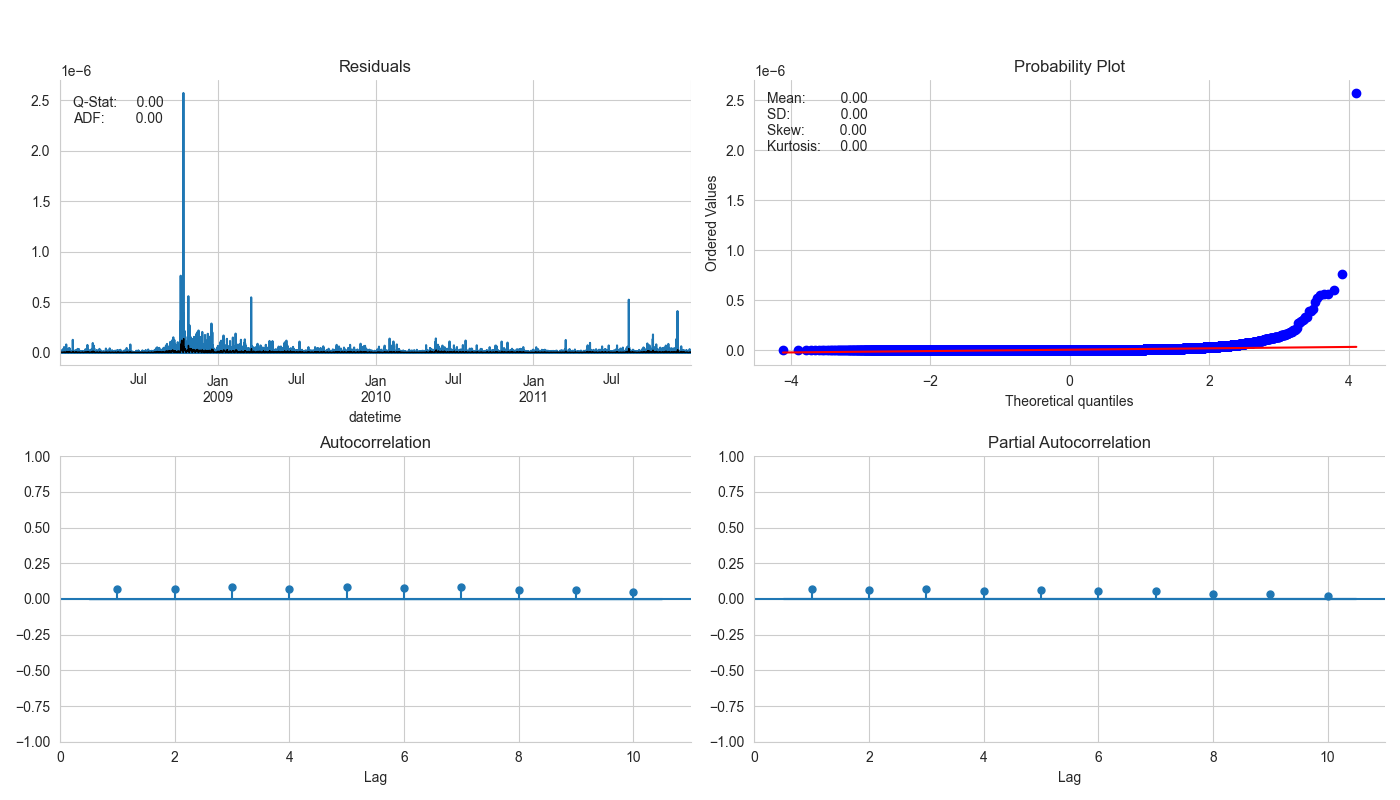 Residuals
1e−6
Q-Stat: 0.00
ADF: 0.00
2.5
2.0
1.5
1.0
0.5
0.0
Jul
Jan
2009
Jul
Jan
2010
Jul
Jan
2011
Jul
datetime
Probability Plot
1e−6
Mean: 0.00
SD: 0.00
Skew: 0.00
Kurtosis: 0.00
Ordered Values
2.5
2.0
1.5
1.0
0.5
0.0
−4 −2 0 2 4
Theoretical quantiles
Autocorrelation
1.00
0.75
0.50
0.25
0.00
−0.25
−0.50
−0.75
−1.00
0 2 4 6 8 10
Lag
Partial Autocorrelation
1.00
0.75
0.50
0.25
0.00
−0.25
−0.50
−0.75
−1.00
0 2 4 6 8 10
Lag